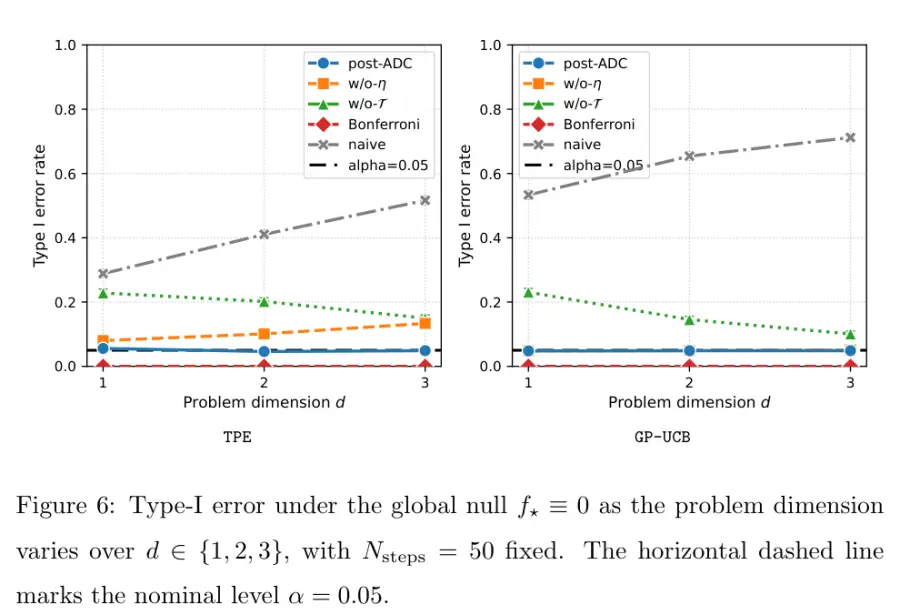 1.0
0.8
0.6
0.4
0.2
0.0
Type I error rate
1 2 3
Problem dimension d
post-ADC
w/o-η
w/o-𝒯
Bonferroni
naive
alpha=0.05
TPE
1.0
0.8
0.6
0.4
0.2
0.0
Type I error rate
1 2 3
Problem dimension d
post-ADC
w/o-η
w/o-𝒯
Bonferroni
naive
alpha=0.05
GP-UCB
Figure 6: Type-I error under the global null f⋆ ≡ 0 as the problem dimension
varies over d ∈ {1, 2, 3}, with Nsteps = 50 fixed. The horizontal dashed line
marks the nominal level α = 0.05.